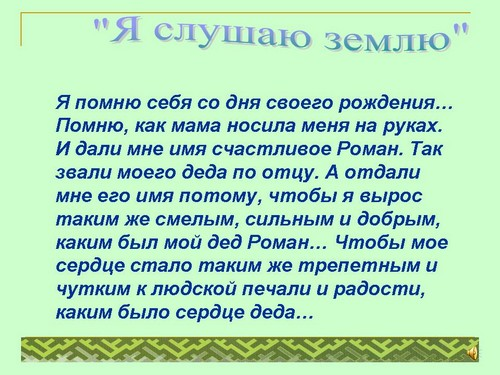 "Я слушаю землю"
Я помню себя со дня своего рождения…
Помню, как мама носила меня на руках.
И дали мне имя счастливое Роман. Так
звали моего деда по отцу. А отдали
мне его имя потому, чтобы я вырос
таким же смелым, сильным и добрым,
каким был мой дед Роман… Чтобы мое
сердце стало таким же трепетным и
чутким к людской печали и радости,
каким было сердце деда…